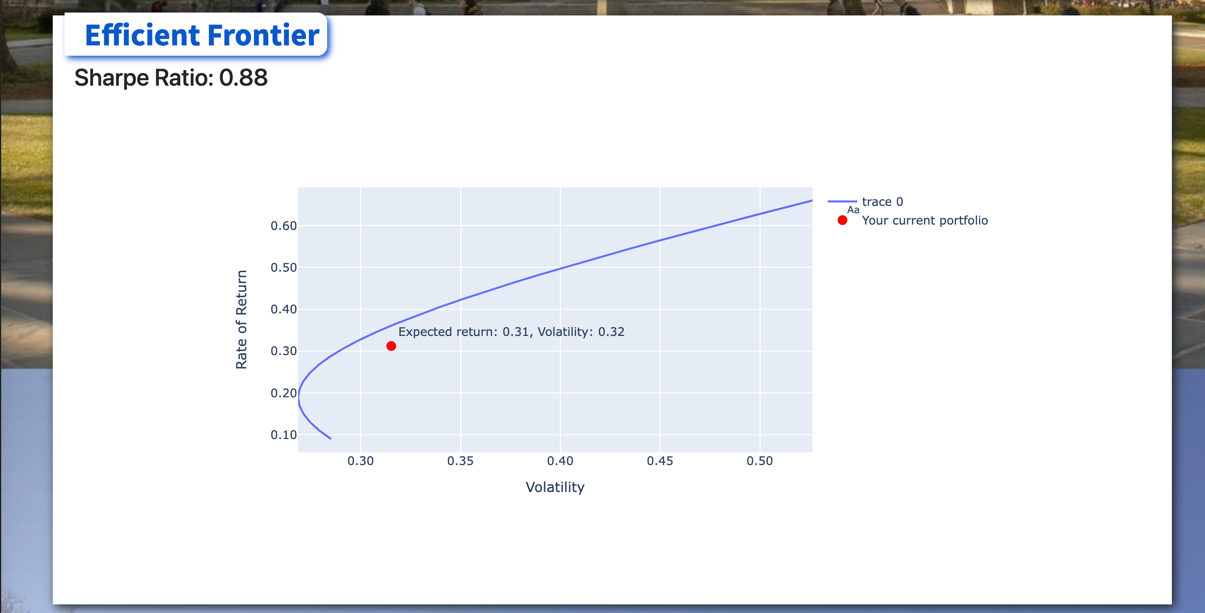 Efficient Frontier
Sharpe Ratio: 0.88
trace 0
Aa
Your current portfolio
Expected return: 0.31, Volatility: 0.32
Rate of Return
0.60
0.50
0.40
0.30
0.20
0.10
0.30 0.35 0.40 0.45 0.50
Volatility